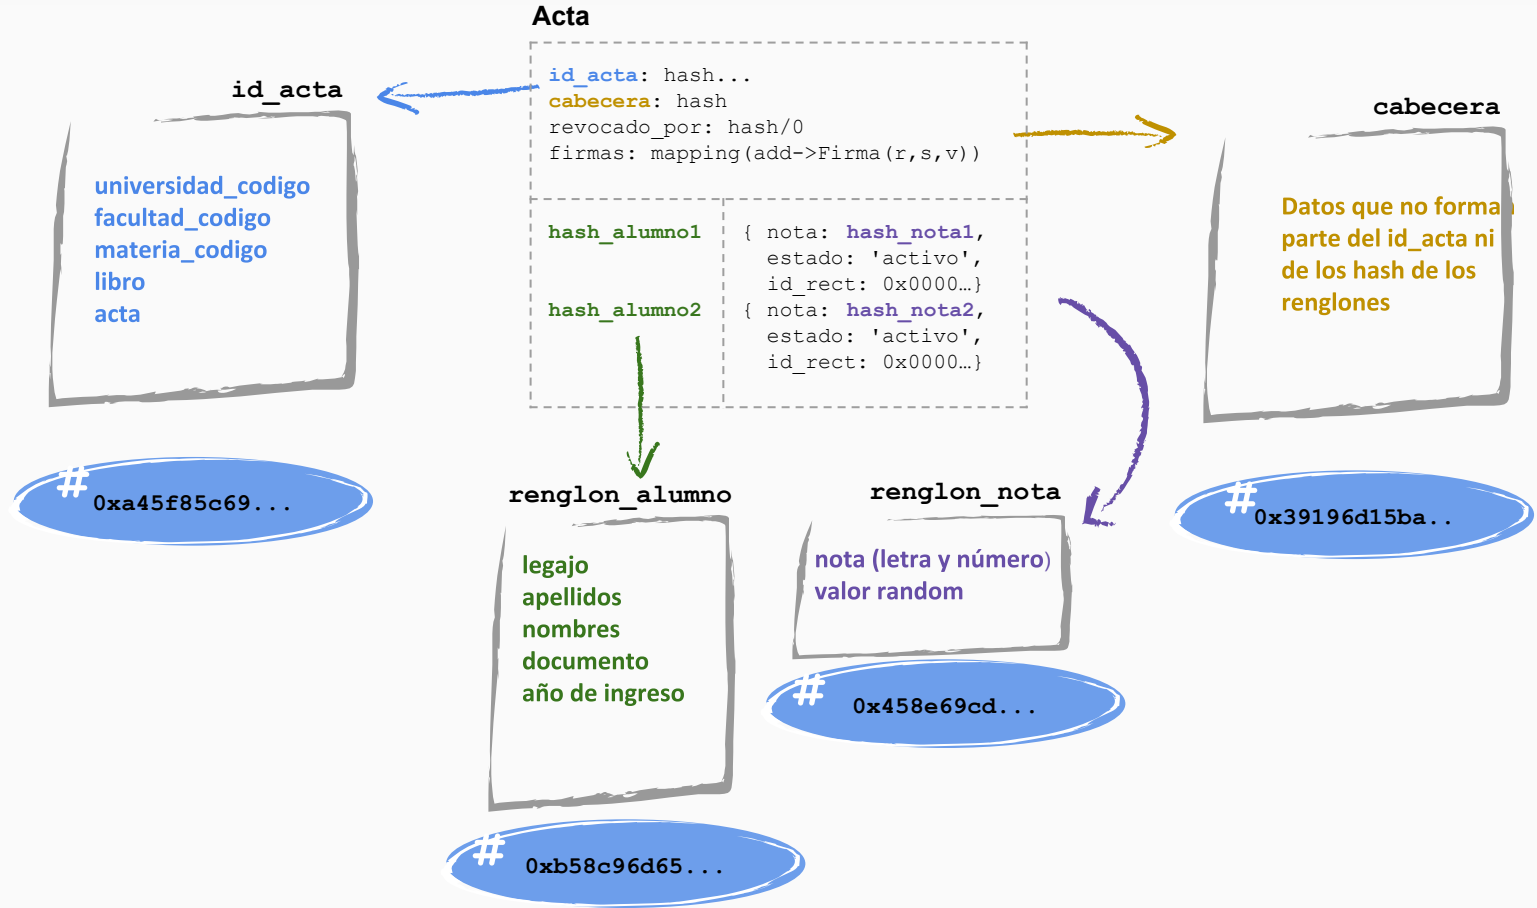 Acta
id_acta: hash...
cabecera: hash
revocado_por: hash/0
firmas: mapping(add->Firma(r,s,v))
hash_alumno1
{ nota: hash_nota1,
estado: 'activo',
id_rect: 0x0000…}
hash_alumno2
{ nota: hash_nota2,
estado: 'activo',
id_rect: 0x0000…}
id_acta
universidad_codigo
facultad_codigo
materia_codigo
libro
acta
#
0xa45f85c69...
cabecera
Datos que no forman
parte del id_acta ni
de los hash de los
renglones
#
0x39196d15ba..
renglon_alumno
legajo
apellidos
nombres
documento
año de ingreso
#
0xb58c96d65...
renglon_nota
nota (letra y número)
valor random
#
0x458e69cd...